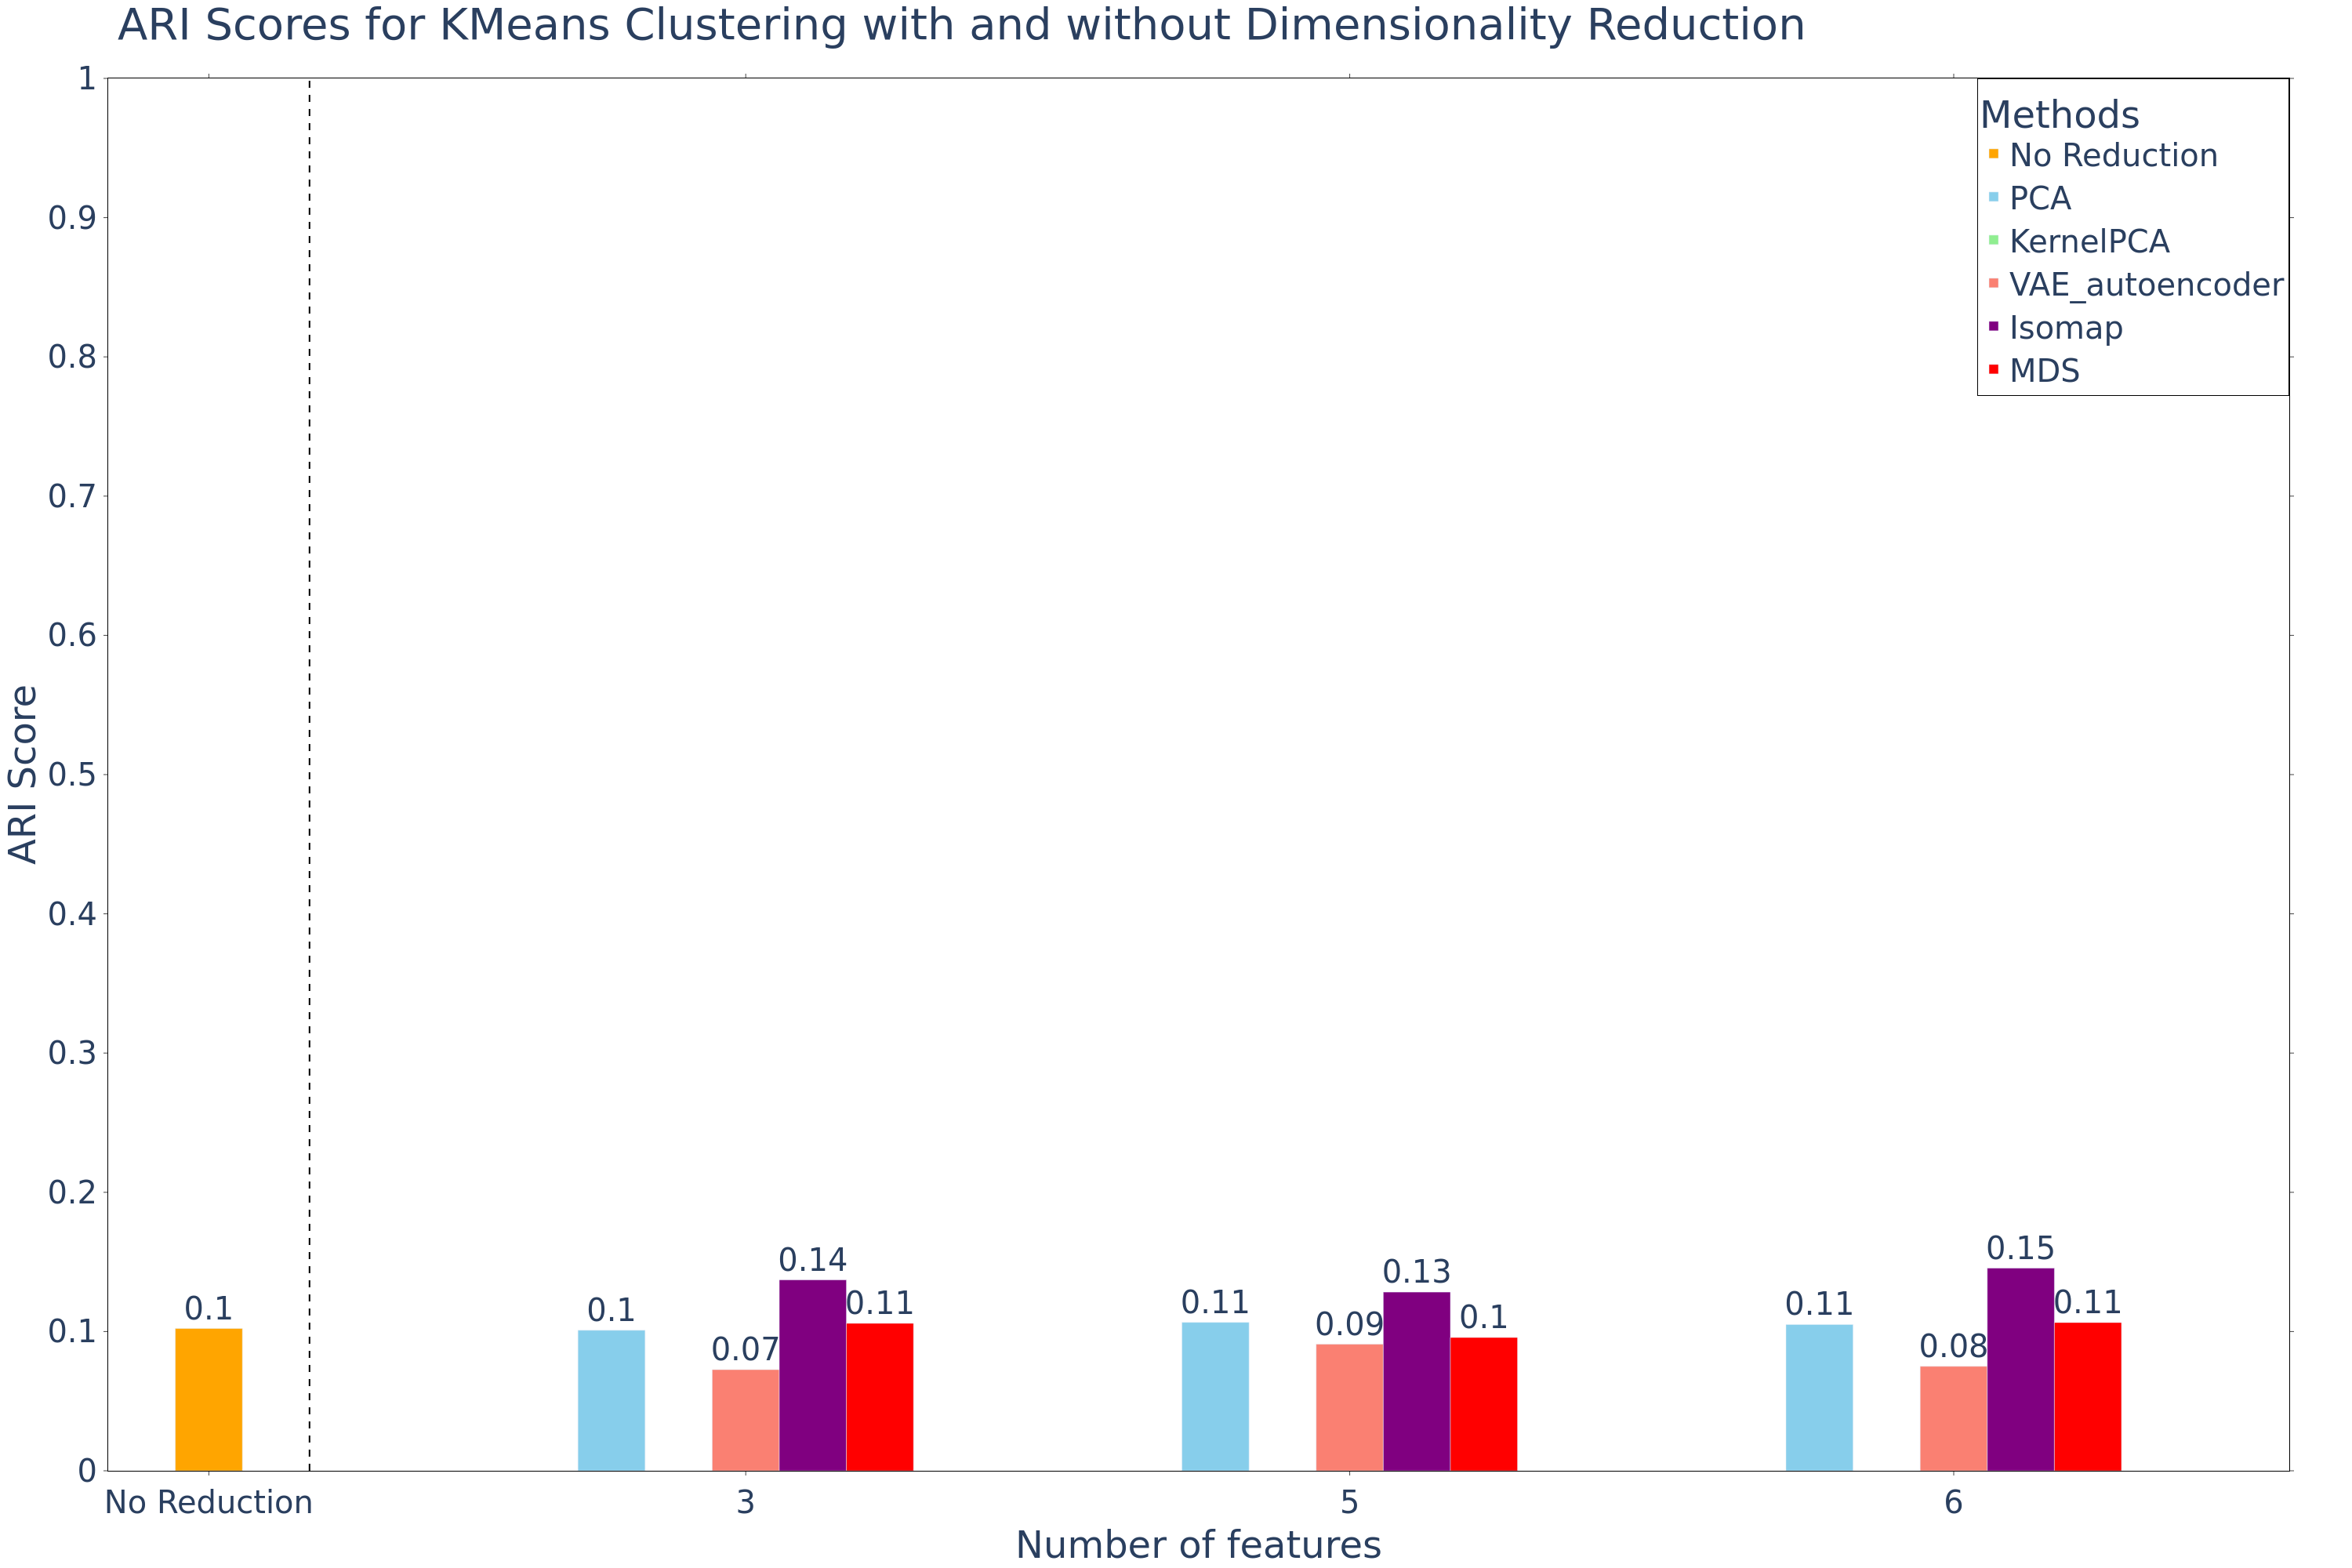 ARI Scores for KMeans Clustering with and without Dimensionality Reduction
1
0.9
0.8
0.7
0.6
0.5
0.4
0.3
0.2
0.1
0
ARI Score
Methods
No Reduction
PCA
KernelPCA
VAE_autoencoder
Isomap
MDS
0.1
0.1
0.07
0.14
0.11
0.11
0.09
0.13
0.1
0.11
0.08
0.15
0.11
No Reduction
3
5
6
Number of features